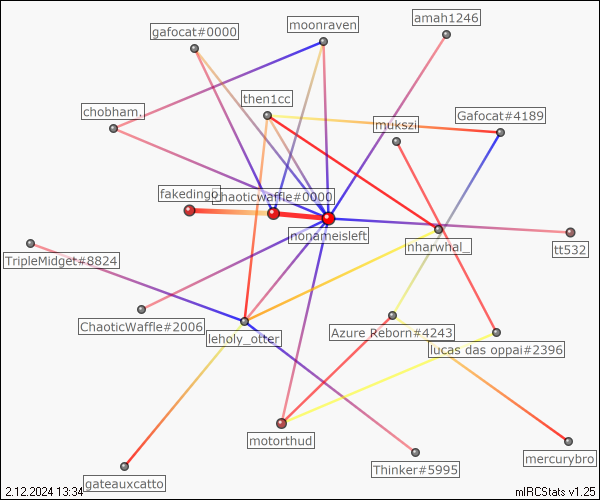 amah1246
moonraven
gafocat#0000
then1cc
chobham.
Gafocat#4189
mukszi
fakedingo
chaoticwaffle#0000
nonameisleft
nharwhal_
tt532
TripleMidget#8824
ChaoticWaffle#2006
Azure Reborn#4243
leholy_otter
lucas das oppai#2396
motorthud
mercurybro
Thinker#5995
gateauxcatto
2.12.2024 13:34
mIRCStats v1.25